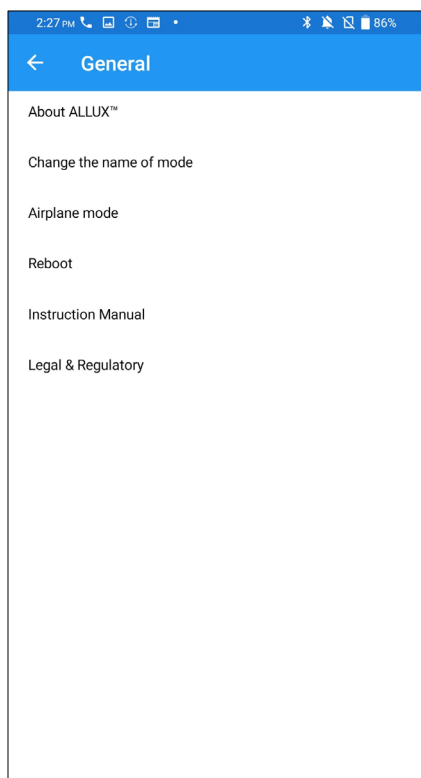 2:27 PM 86%
General
About ALLUX™
Change the name of mode
Airplane mode
Reboot
Instruction Manual
Legal & Regulatory